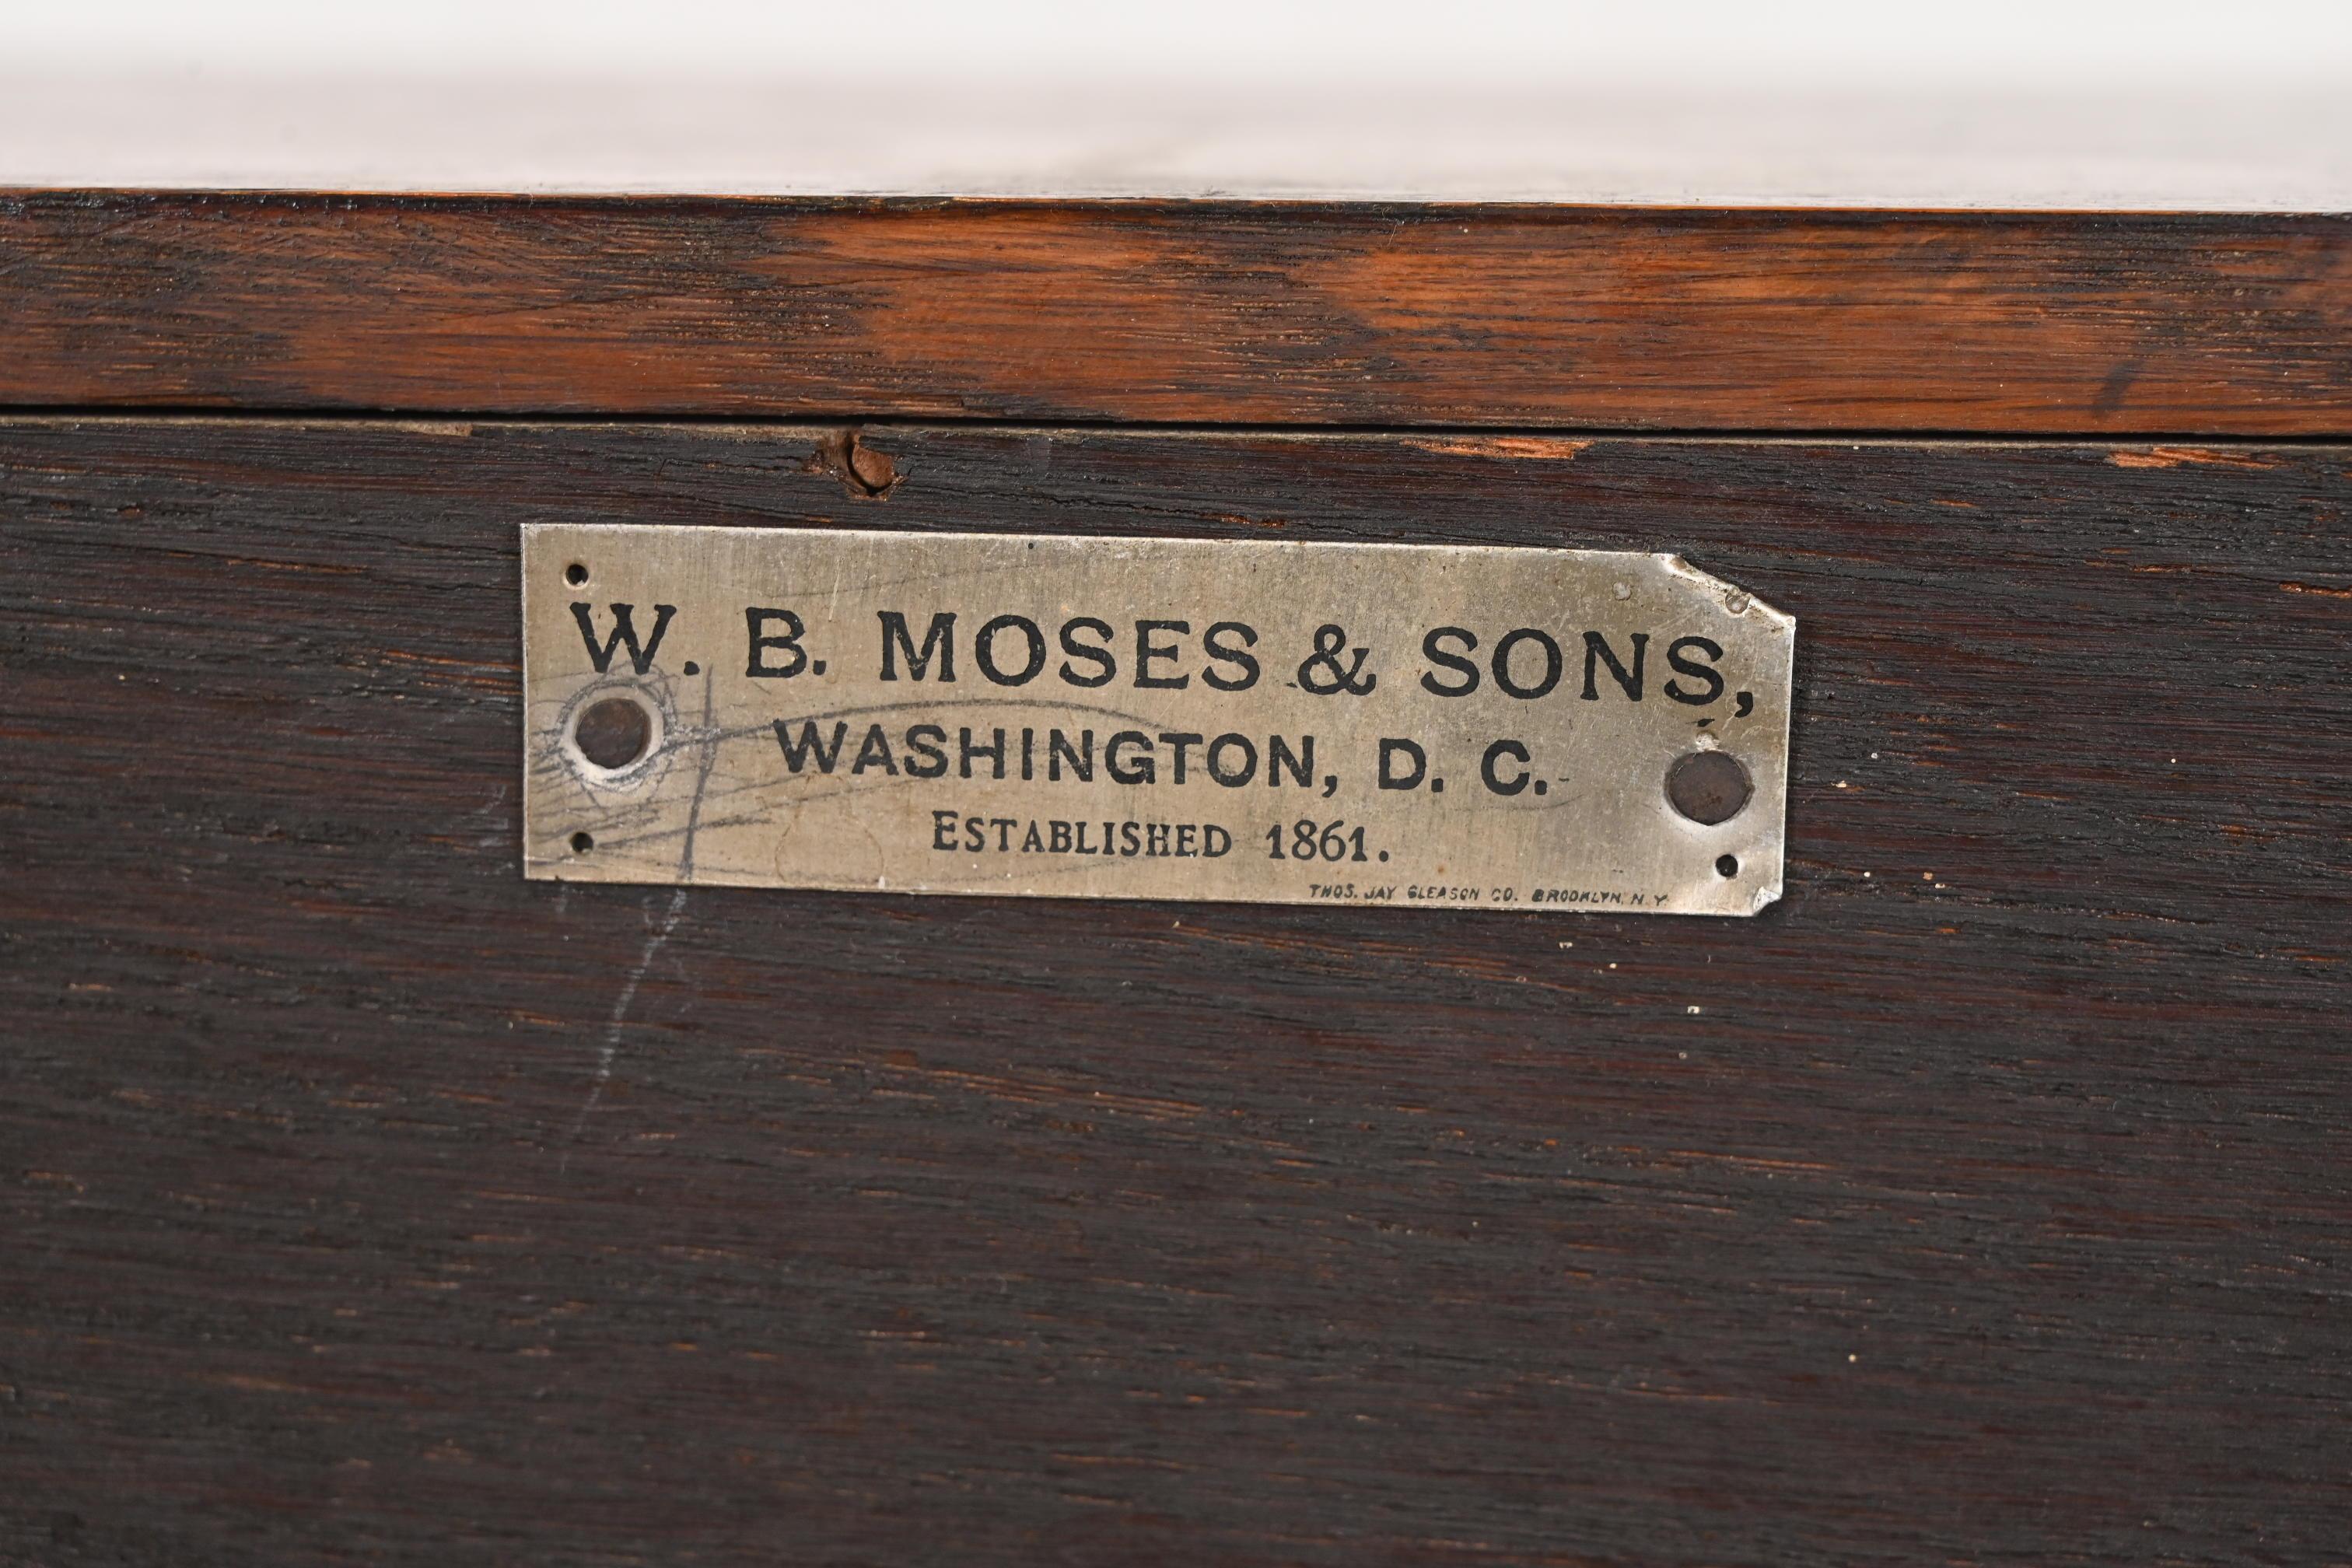 W. B. MOSES & SONS,
WASHINGTON, D. C.
ESTABLISHED 1861.
THOS. JAY GLEASON CO. BROOKLYN, N.Y.